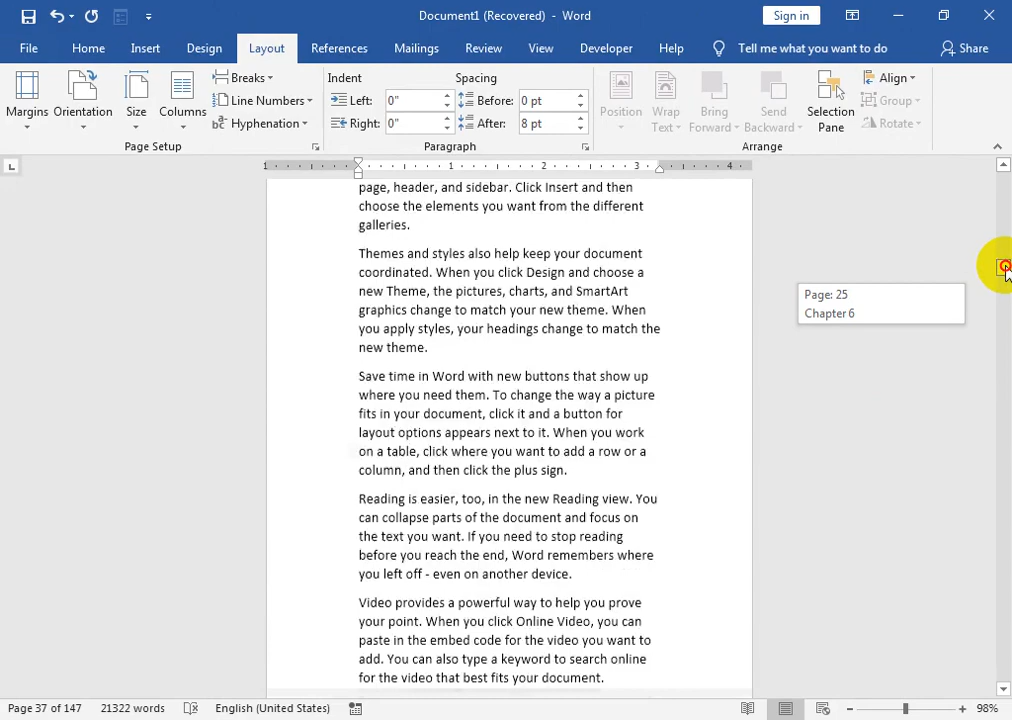 Document1 (Recovered) - Word
Sign in
File Home Insert Design Layout References Mailings Review View Developer Help Tell me what you want to do Share
Margins
Orientation
Size
Columns
Breaks
Line Numbers
Hyphenation
Page Setup
Indent
Left: 0"
Right: 0"
Spacing
Before: 0 pt
After: 8 pt
Paragraph
Position
Wrap Text
Bring Forward
Send Backward
Selection Pane
Align
Group
Rotate
Arrange
L
1 1 2 3 4
page, header, and sidebar. Click Insert and then
choose the elements you want from the different
galleries.
Themes and styles also help keep your document
coordinated. When you click Design and choose a
new Theme, the pictures, charts, and SmartArt
graphics change to match your new theme. When
you apply styles, your headings change to match the
new theme.
Save time in Word with new buttons that show up
where you need them. To change the way a picture
fits in your document, click it and a button for
layout options appears next to it. When you work
on a table, click where you want to add a row or a
column, and then click the plus sign.
Reading is easier, too, in the new Reading view. You
can collapse parts of the document and focus on
the text you want. If you need to stop reading
before you reach the end, Word remembers where
you left off - even on another device.
Video provides a powerful way to help you prove
your point. When you click Online Video, you can
paste in the embed code for the video you want to
add. You can also type a keyword to search online
for the video that best fits your document.
Page: 25
Chapter 6
Page 37 of 147 21322 words English (United States) 98%